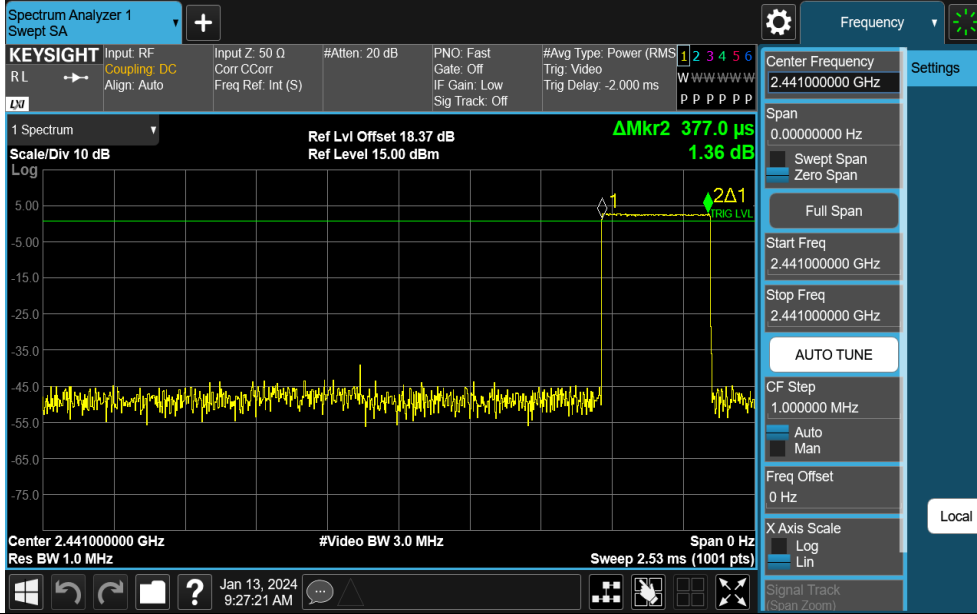 Spectrum Analyzer 1
Swept SA
Frequency
KEYSIGHT
R L
LXI
Input: RF
Coupling: DC
Align: Auto
Input Z: 50 Ω
Corr CCorr
Freq Ref: Int (S)
#Atten: 20 dB
PNO: Fast
Gate: Off
IF Gain: Low
Sig Track: Off
#Avg Type: Power (RMS
Trig: Video
Trig Delay: -2.000 ms
1 2 3 4 5 6
W W W W W W
P P P P P P
1 Spectrum
Scale/Div 10 dB
Log
Ref Lvl Offset 18.37 dB
Ref Level 15.00 dBm
ΔMkr2 377.0 µs
1.36 dB
1
2Δ1
TRIG LVL
5.00
-5.00
-15.0
-25.0
-35.0
-45.0
-55.0
-65.0
-75.0
Center 2.441000000 GHz
#Video BW 3.0 MHz
Span 0 Hz
Res BW 1.0 MHz
Sweep 2.53 ms (1001 pts)
Center Frequency
2.441000000 GHz
Span
0.00000000 Hz
Swept Span
Zero Span
Full Span
Start Freq
2.441000000 GHz
Stop Freq
2.441000000 GHz
AUTO TUNE
CF Step
1.000000 MHz
Auto
Man
Freq Offset
0 Hz
X Axis Scale
Log
Lin
Signal Track
(Span Zoom)
Settings
Local
?
Jan 13, 2024
9:27:21 AM